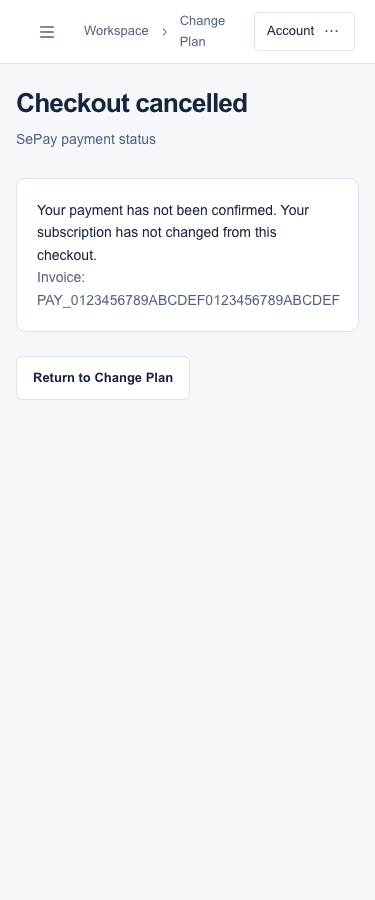 Workspace
Change
Plan
Account ···
Checkout cancelled
SePay payment status
Your payment has not been confirmed. Your
subscription has not changed from this
checkout.
Invoice:
PAY_0123456789ABCDEF0123456789ABCDEF
Return to Change Plan